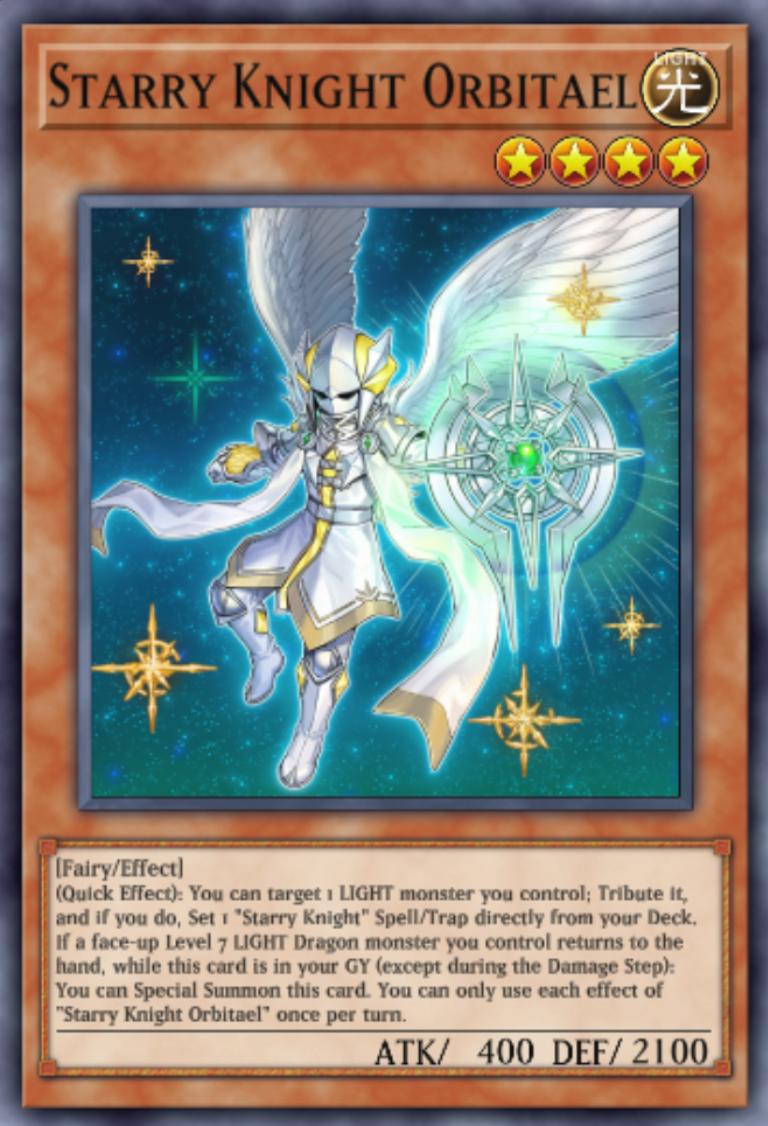 Starry Knight Orbitael
LIGHT
光
[Fairy/Effect]
(Quick Effect): You can target 1 LIGHT monster you control; Tribute it,
and if you do, Set 1 "Starry Knight" Spell/Trap directly from your Deck.
If a face-up Level 7 LIGHT Dragon monster you control returns to the
hand, while this card is in your GY (except during the Damage Step):
You can Special Summon this card. You can only use each effect of
"Starry Knight Orbitael" once per turn.
ATK/ 400 DEF/ 2100